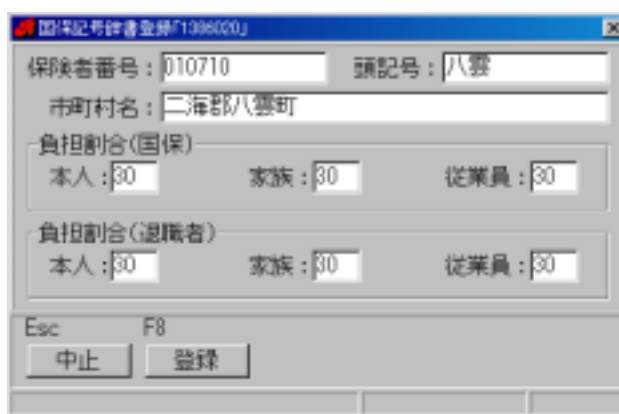 国保記号辞書登録「1386020」
保険者番号：010710 頭記号：八雲
市町村名：二海郡八雲町
負担割合(国保)
本人：30 家族：30 従業員：30
負担割合(退職者)
本人：30 家族：30 従業員：30
Esc F8
中止 登録